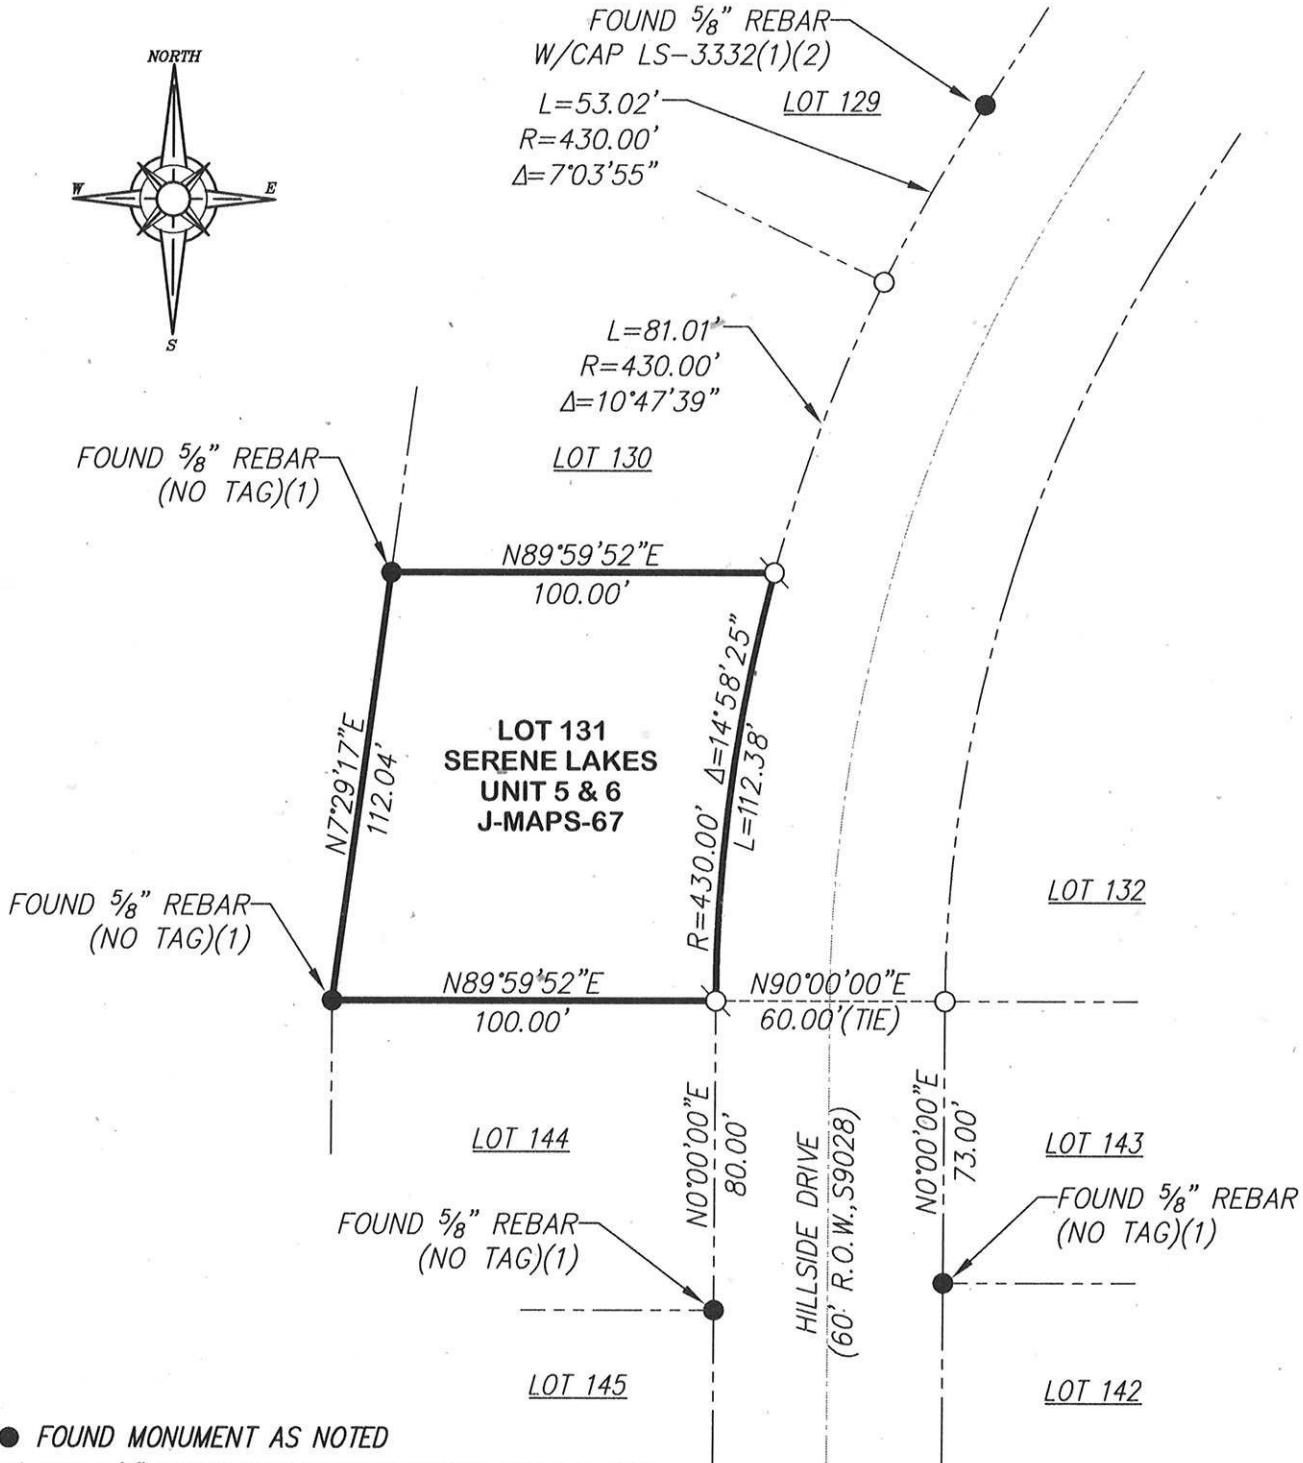 FOUND 5/8" REBAR
W/CAP LS-3332(1)(2)
NORTH
W
E
S
L=53.02'
R=430.00'
Δ=7°03'55"
LOT 129
L=81.01'
R=430.00'
Δ=10°47'39"
FOUND 5/8" REBAR
(NO TAG)(1)
LOT 130
N89°59'52"E
100.00'
N7°29'17"E
112.04'
LOT 131
SERENE LAKES
UNIT 5 & 6
J-MAPS-67
R=430.00' Δ=14°58'25"
L=112.38'
FOUND 5/8" REBAR
(NO TAG)(1)
LOT 132
N89°59'52"E
100.00'
N90°00'00"E
60.00'(TIE)
LOT 144
N0°00'00"E
80.00'
HILLSIDE DRIVE
(60' R.O.W.,S9028)
N0°00'00"E
73.00'
LOT 143
FOUND 5/8" REBAR
(NO TAG)(1)
FOUND 5/8" REBAR
(NO TAG)(1)
LOT 145
LOT 142
● FOUND MONUMENT AS NOTED